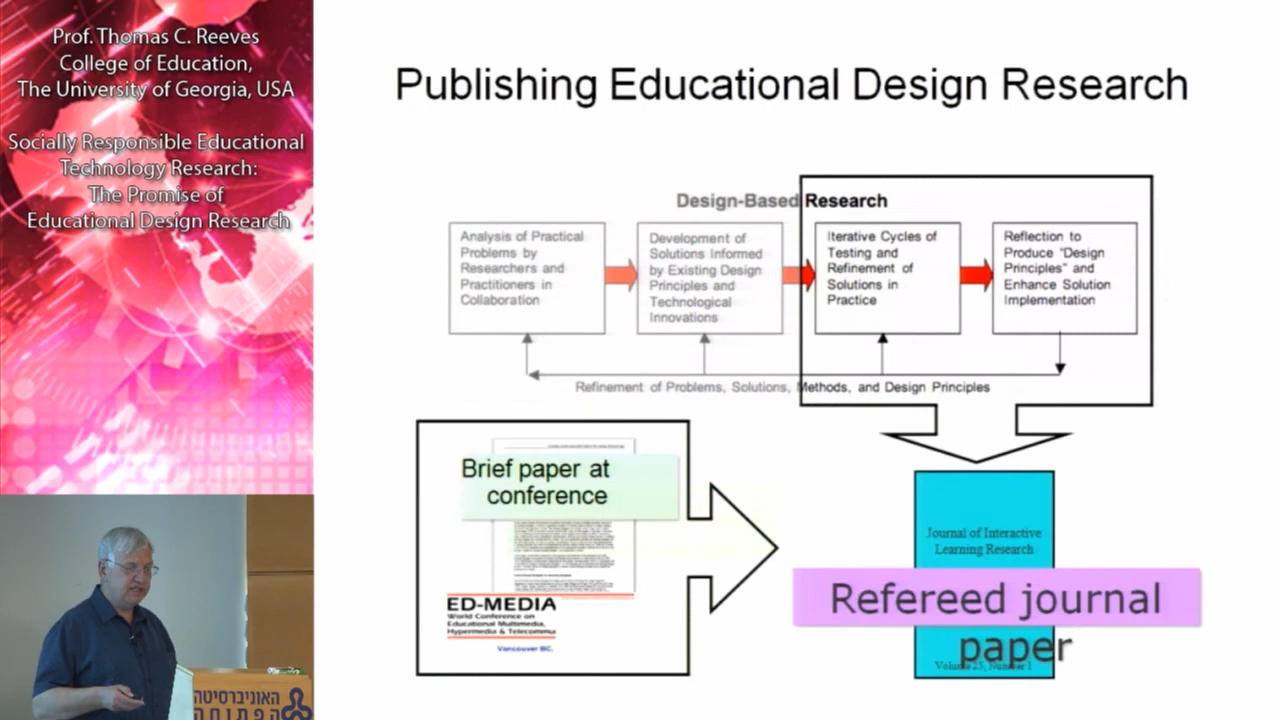 Prof. Thomas C. Reeves
College of Education,
The University of Georgia, USA
Socially Responsible Educational
Technology Research:
The Promise of
Educational Design Research
Publishing Educational Design Research
Design-Based Research
Analysis of Practical
Problems by
Researchers and
Practitioners in
Collaboration
Development of
Solutions Informed
by Existing Design
Principles and
Technological
Innovations
Iterative Cycles of
Testing and
Refinement of
Solutions in
Practice
Reflection to
Produce "Design
Principles" and
Enhance Solution
Implementation
Refinement of Problems, Solutions, Methods, and Design Principles
Brief paper at
conference
ED-MEDIA
World Conference on
Educational Multimedia,
Hypermedia & Telecommu
Vancouver BC.
Journal of Interactive
Learning Research
Refereed journal
paper
Volume 25, Number 1
האוניברסיטה
הפתוחה